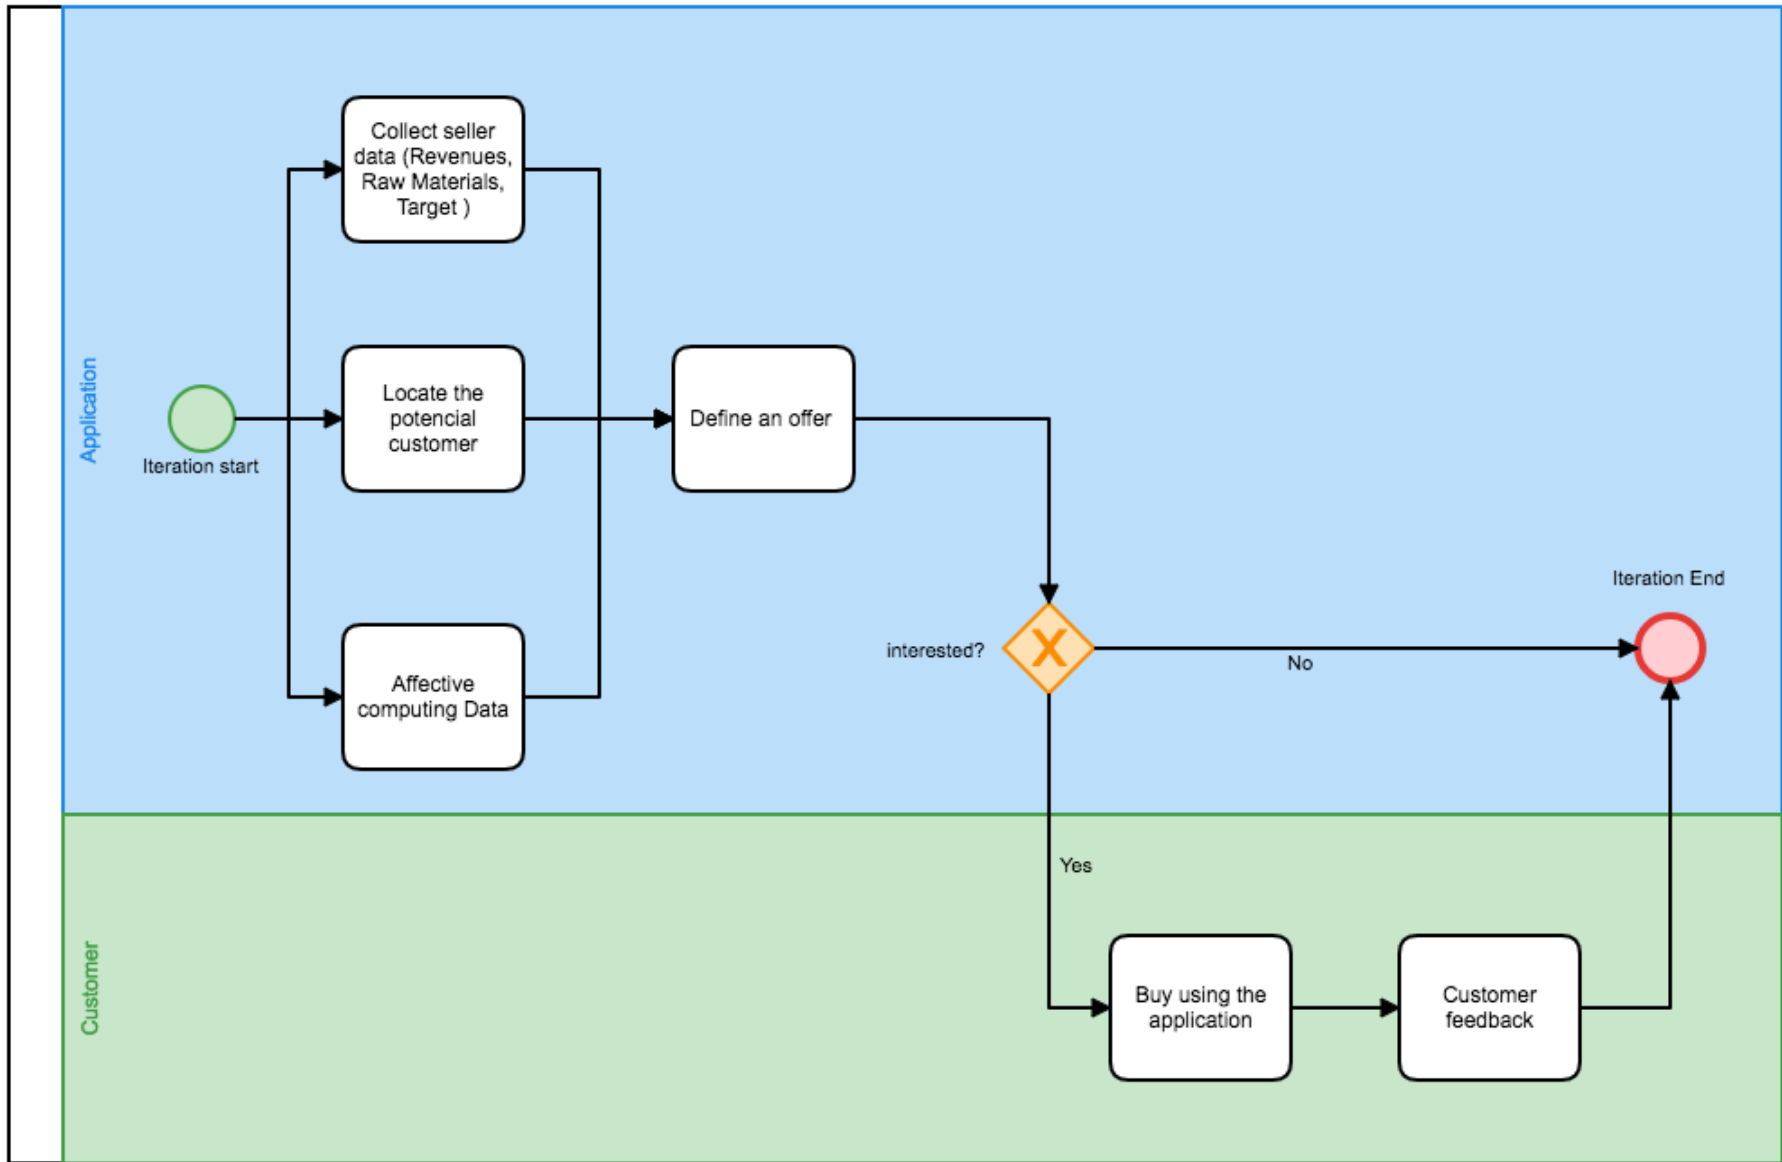 Application
Iteration start
Collect seller
data (Revenues,
Raw Materials,
Target )
Locate the
potencial
customer
Affective
computing Data
Define an offer
interested?
No
Iteration End
Yes
Customer
Buy using the
application
Customer
feedback